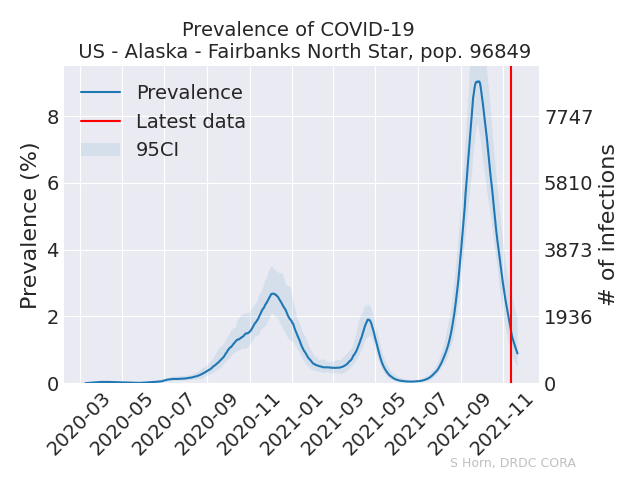 Prevalence of COVID-19
US - Alaska - Fairbanks North Star, pop. 96849
Prevalence
Latest data
95CI
Prevalence (%)
8
6
4
2
0
7747
5810
3873
1936
0
# of infections
2020-03
2020-05
2020-07
2020-09
2020-11
2021-01
2021-03
2021-05
2021-07
2021-09
2021-11
S Horn, DRDC CORA